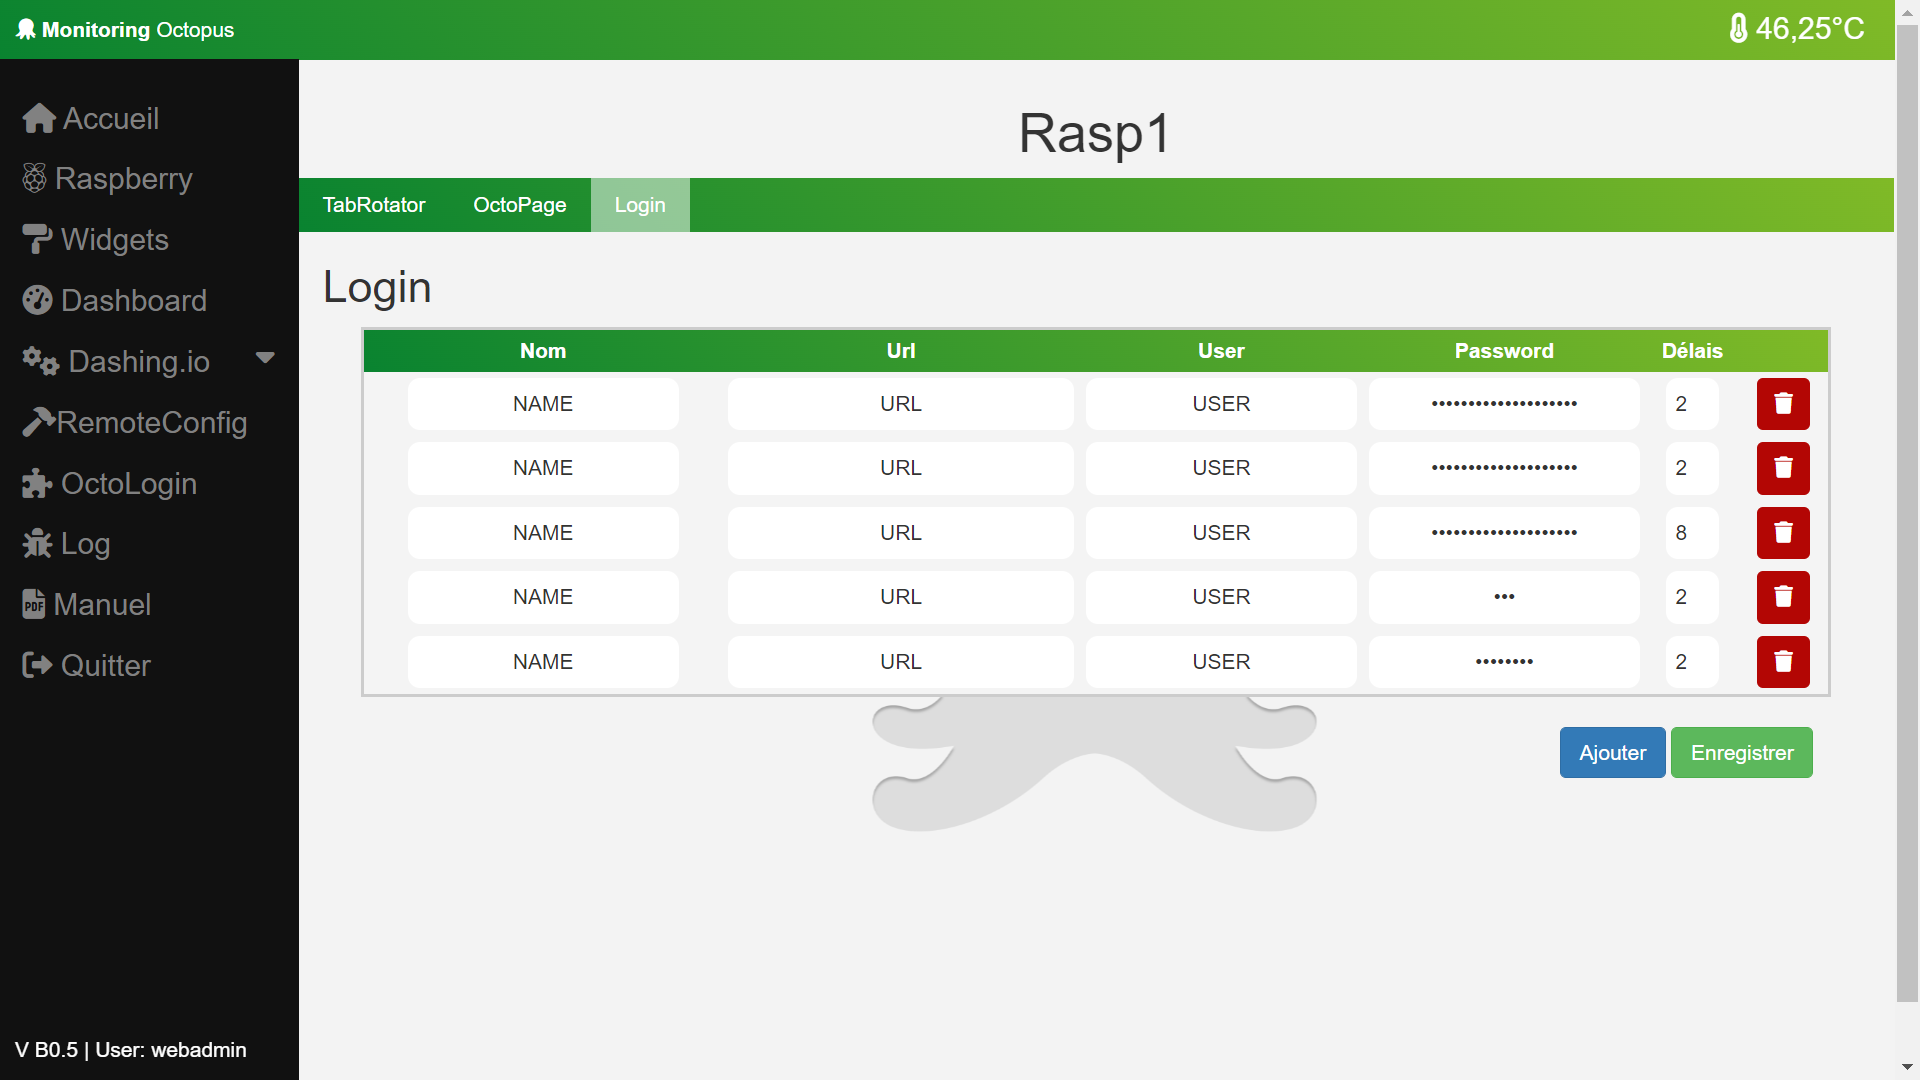 Monitoring Octopus
46,25°C
Accueil
Raspberry
Widgets
Dashboard
Dashing.io
RemoteConfig
OctoLogin
Log
PDF Manuel
Quitter
V B0.5 | User: webadmin
Rasp1
TabRotator OctoPage Login
Login
Nom Url User Password Délais
NAME URL USER •••••••••••••••••••• 2
NAME URL USER •••••••••••••••••••• 2
NAME URL USER •••••••••••••••••••• 8
NAME URL USER ••• 2
NAME URL USER •••••••• 2
Ajouter Enregistrer